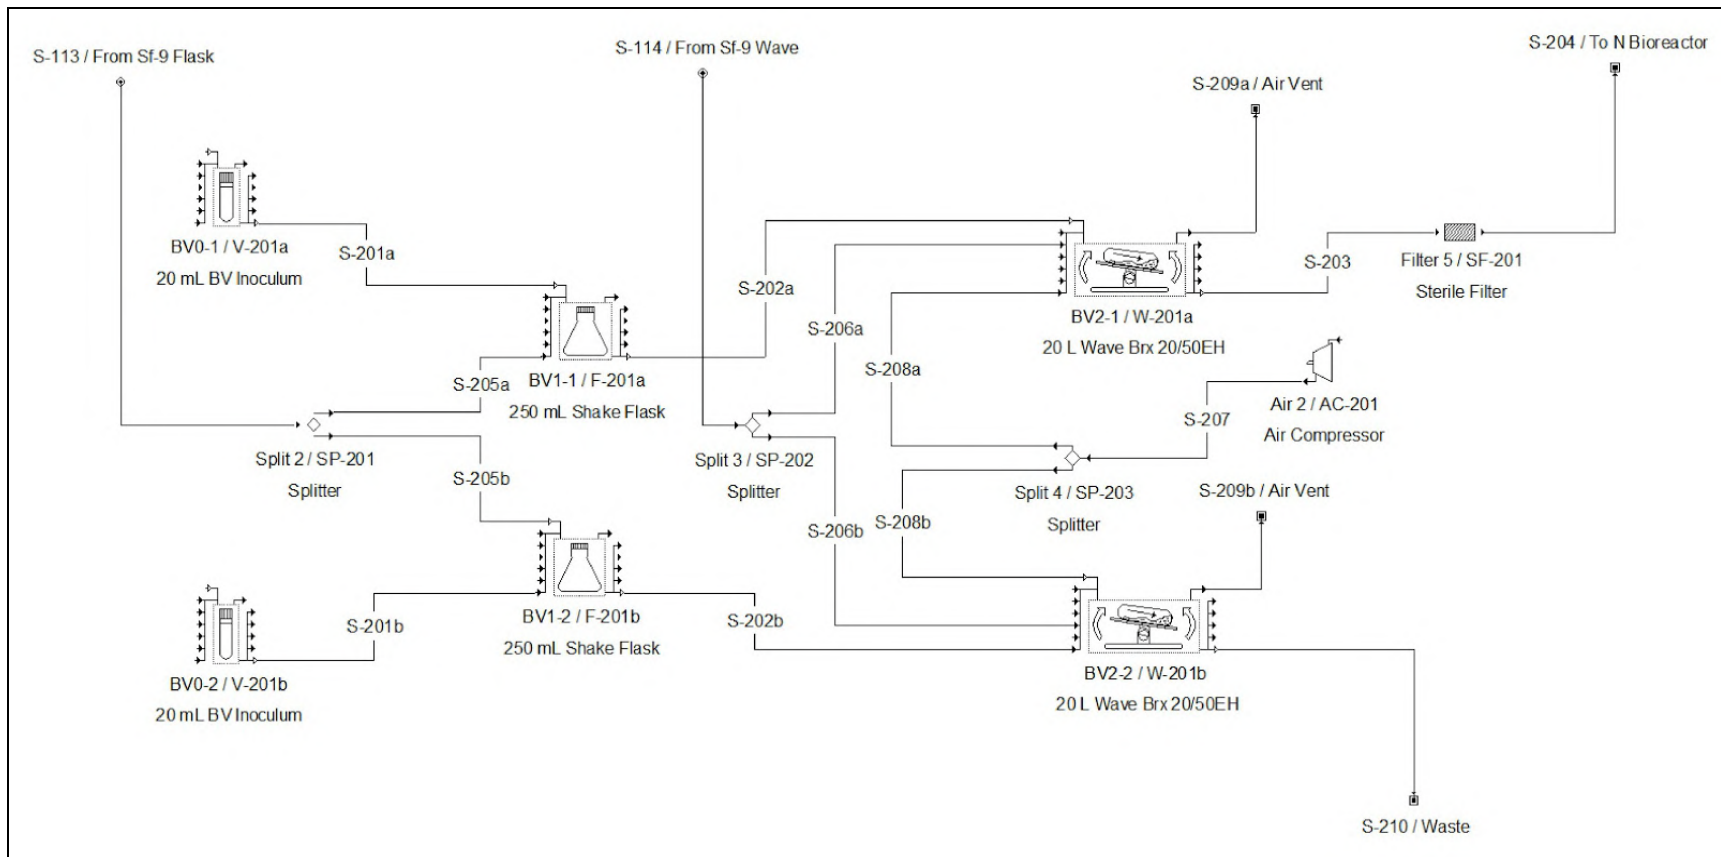 S-113 / From Sf-9 Flask
S-114 / From Sf-9 Wave
S-204 / To N Bioreactor
S-209a / Air Vent
BV0-1 / V-201a
20 mL BV Inoculum
S-201a
S-202a
S-203
Filter 5 / SF-201
Sterile Filter
BV2-1 / W-201a
20 L Wave Brx 20/50EH
S-206a
S-208a
BV1-1 / F-201a
250 mL Shake Flask
S-205a
Air 2 / AC-201
Air Compressor
S-207
Split 2 / SP-201
Splitter
S-205b
Split 3 / SP-202
Splitter
Split 4 / SP-203
Splitter
S-209b / Air Vent
S-206b
S-208b
BV1-2 / F-201b
250 mL Shake Flask
S-201b
S-202b
BV0-2 / V-201b
20 mL BV Inoculum
BV2-2 / W-201b
20 L Wave Brx 20/50EH
S-210 / Waste